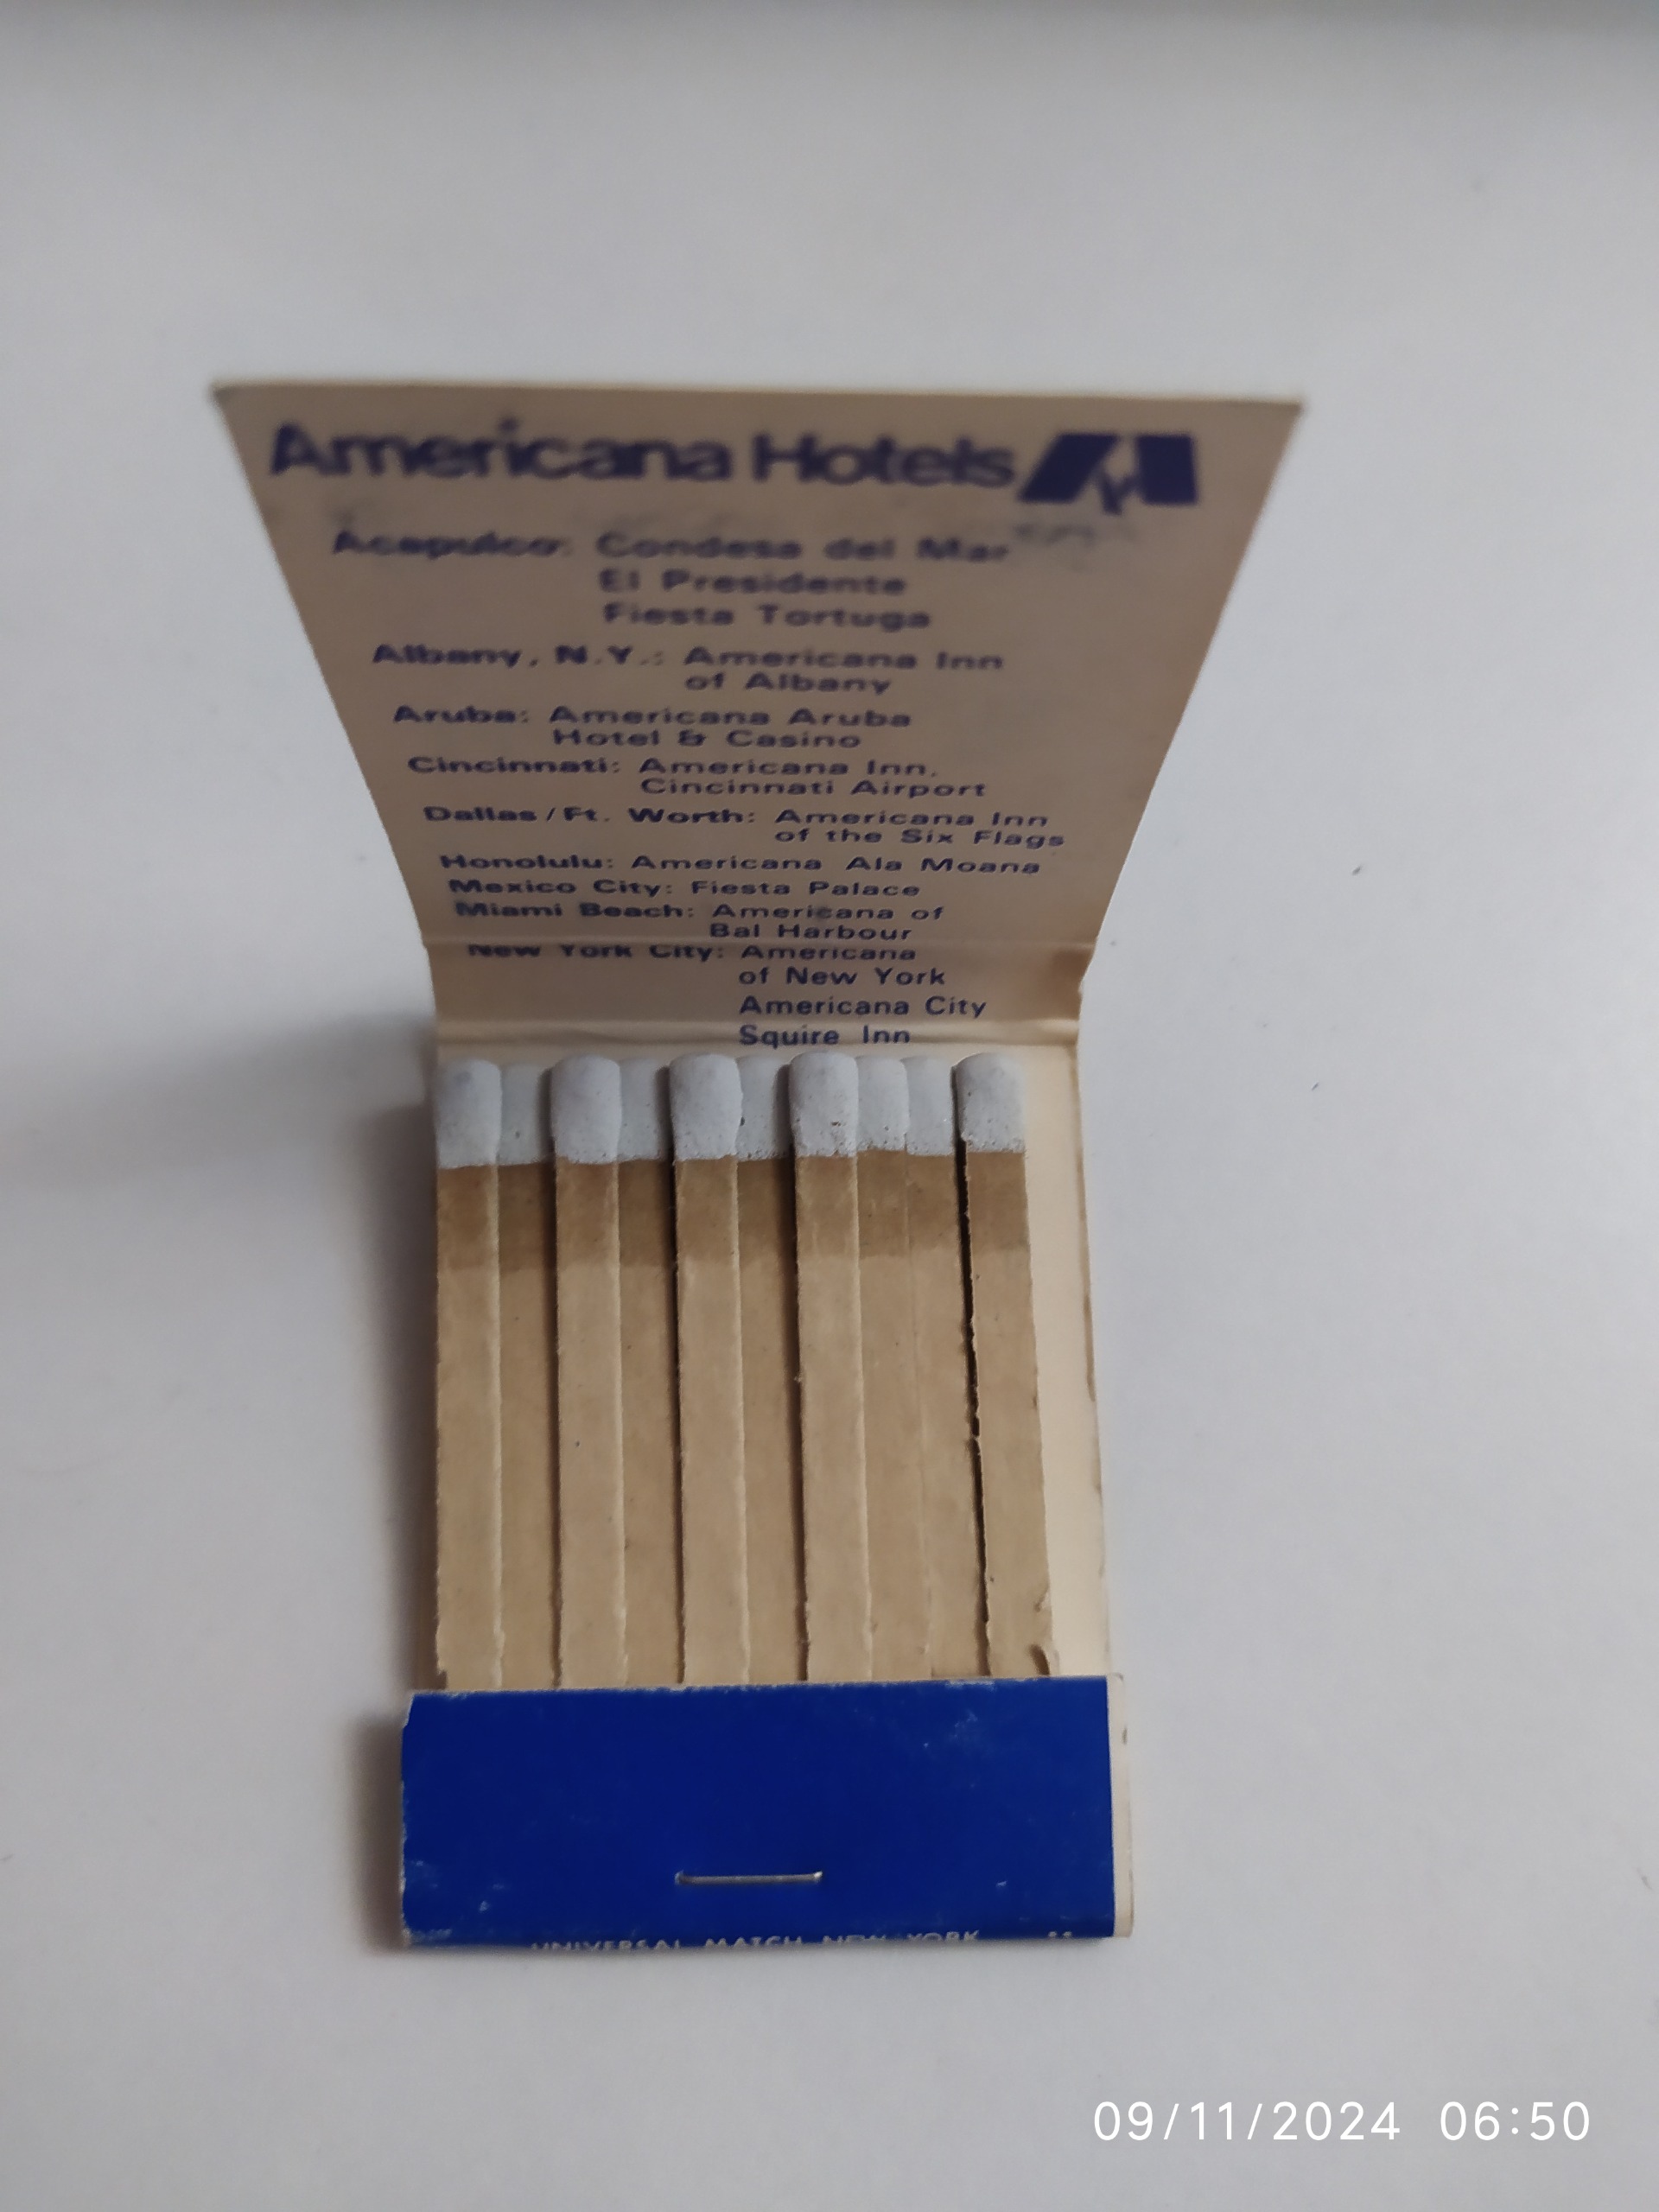 Americana Hotels
Acapulco: Condesa del Mar
El Presidente
Fiesta Tortuga
Albany, N.Y.: Americana Inn
of Albany
Aruba: Americana Aruba
Hotel & Casino
Cincinnati: Americana Inn,
Cincinnati Airport
Dallas/Ft. Worth: Americana Inn
of the Six Flags
Honolulu: Americana Ala Moana
Mexico City: Fiesta Palace
Miami Beach: Americana of
Bal Harbour
New York City: Americana
of New York
Americana City
Squire Inn
UNIVERSAL MATCH NEW YORK
09/11/2024 06:50